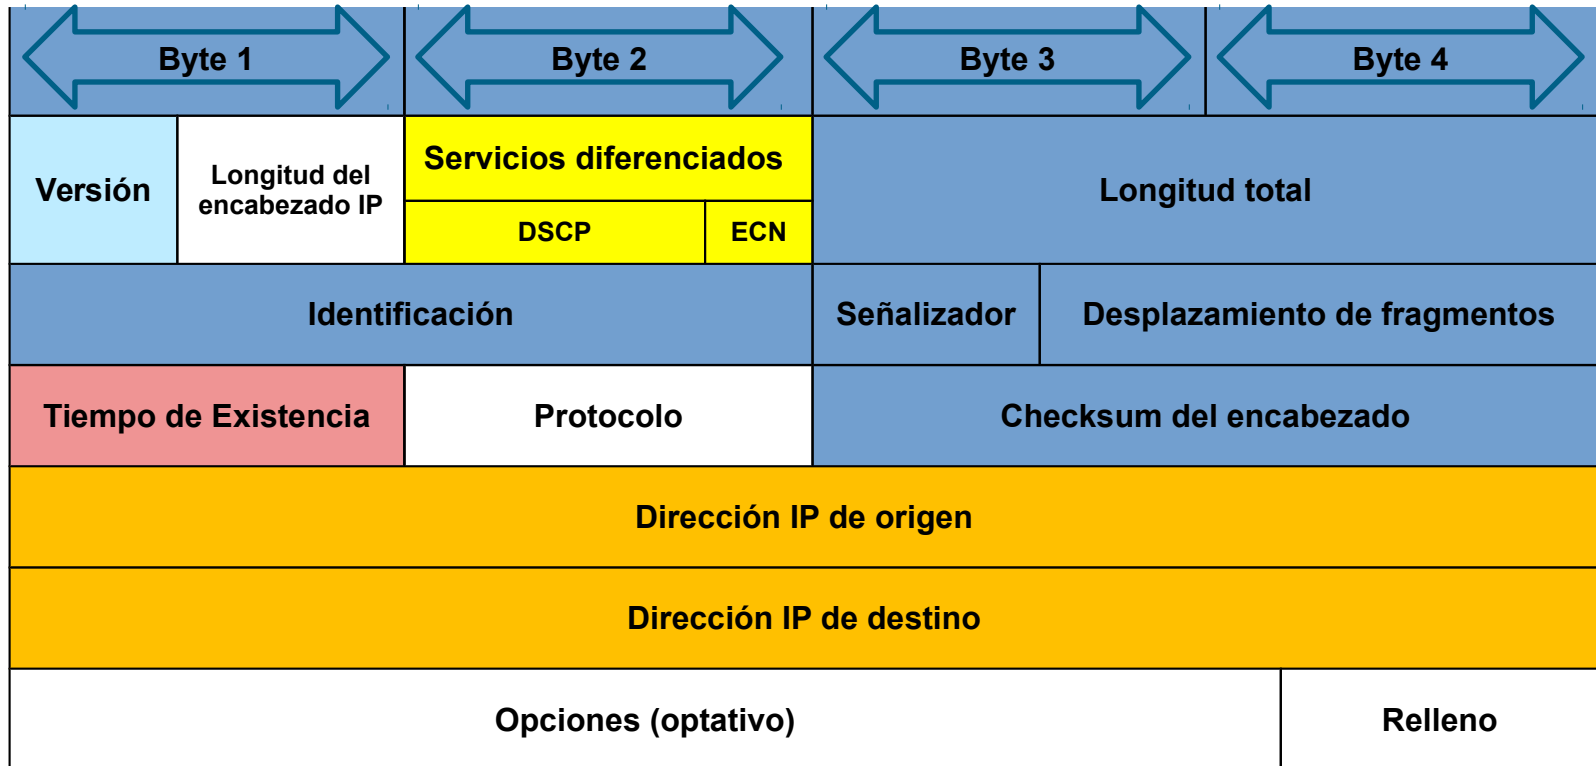 Byte 1 Byte 2 Byte 3 Byte 4
Versión
Longitud del
encabezado IP
Servicios diferenciados
DSCP ECN
Longitud total
Identificación Señalizador Desplazamiento de fragmentos
Tiempo de Existencia Protocolo Checksum del encabezado
Dirección IP de origen
Dirección IP de destino
Opciones (optativo) Relleno